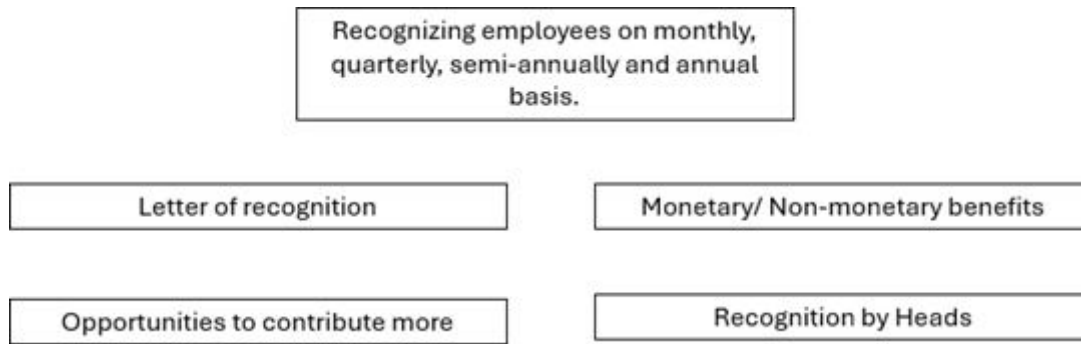 Recognizing employees on monthly,
quarterly, semi-annually and annual
basis.
Letter of recognition
Monetary/ Non-monetary benefits
Opportunities to contribute more
Recognition by Heads